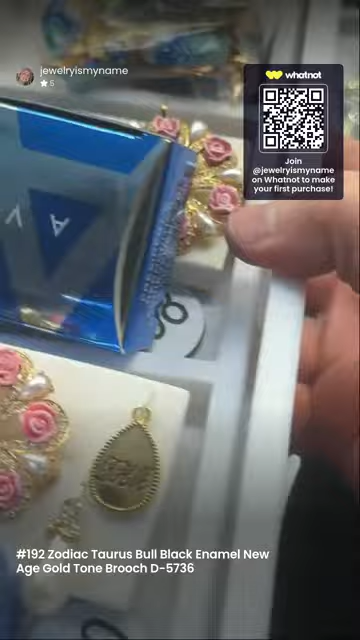 jewelryismyname
5
whatnot
Join
@jewelryismyname
on Whatnot to make
your first purchase!
V A
#192 Zodiac Taurus Bull Black Enamel New
Age Gold Tone Brooch D-5736